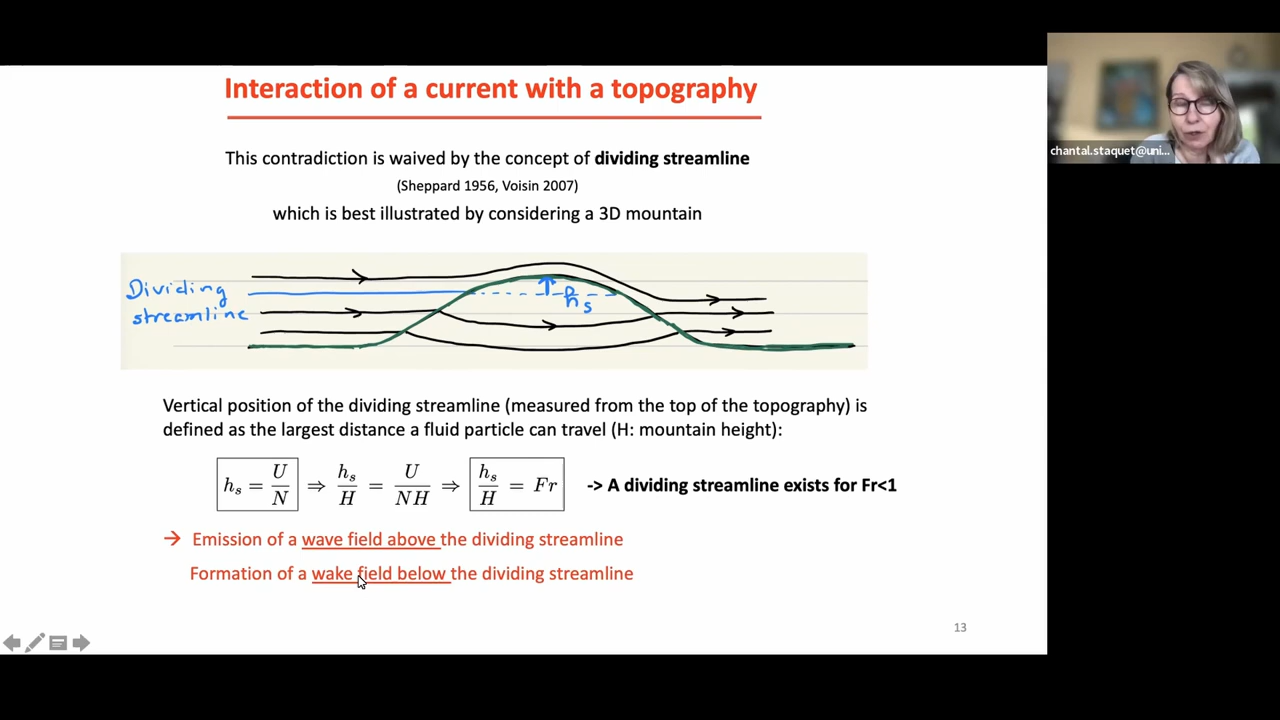 Interaction of a current with a topography
chantal.staquet@uni...
This contradiction is waived by the concept of dividing streamline
(Sheppard 1956, Voisin 2007)
which is best illustrated by considering a 3D mountain
Dividing
streamline
h_s
Vertical position of the dividing streamline (measured from the top of the topography) is
defined as the largest distance a fluid particle can travel (H: mountain height):
h_s = U/N ⇒ h_s/H = U/NH ⇒ h_s/H = Fr -> A dividing streamline exists for Fr<1
→ Emission of a wave field above the dividing streamline
Formation of a wake field below the dividing streamline
13